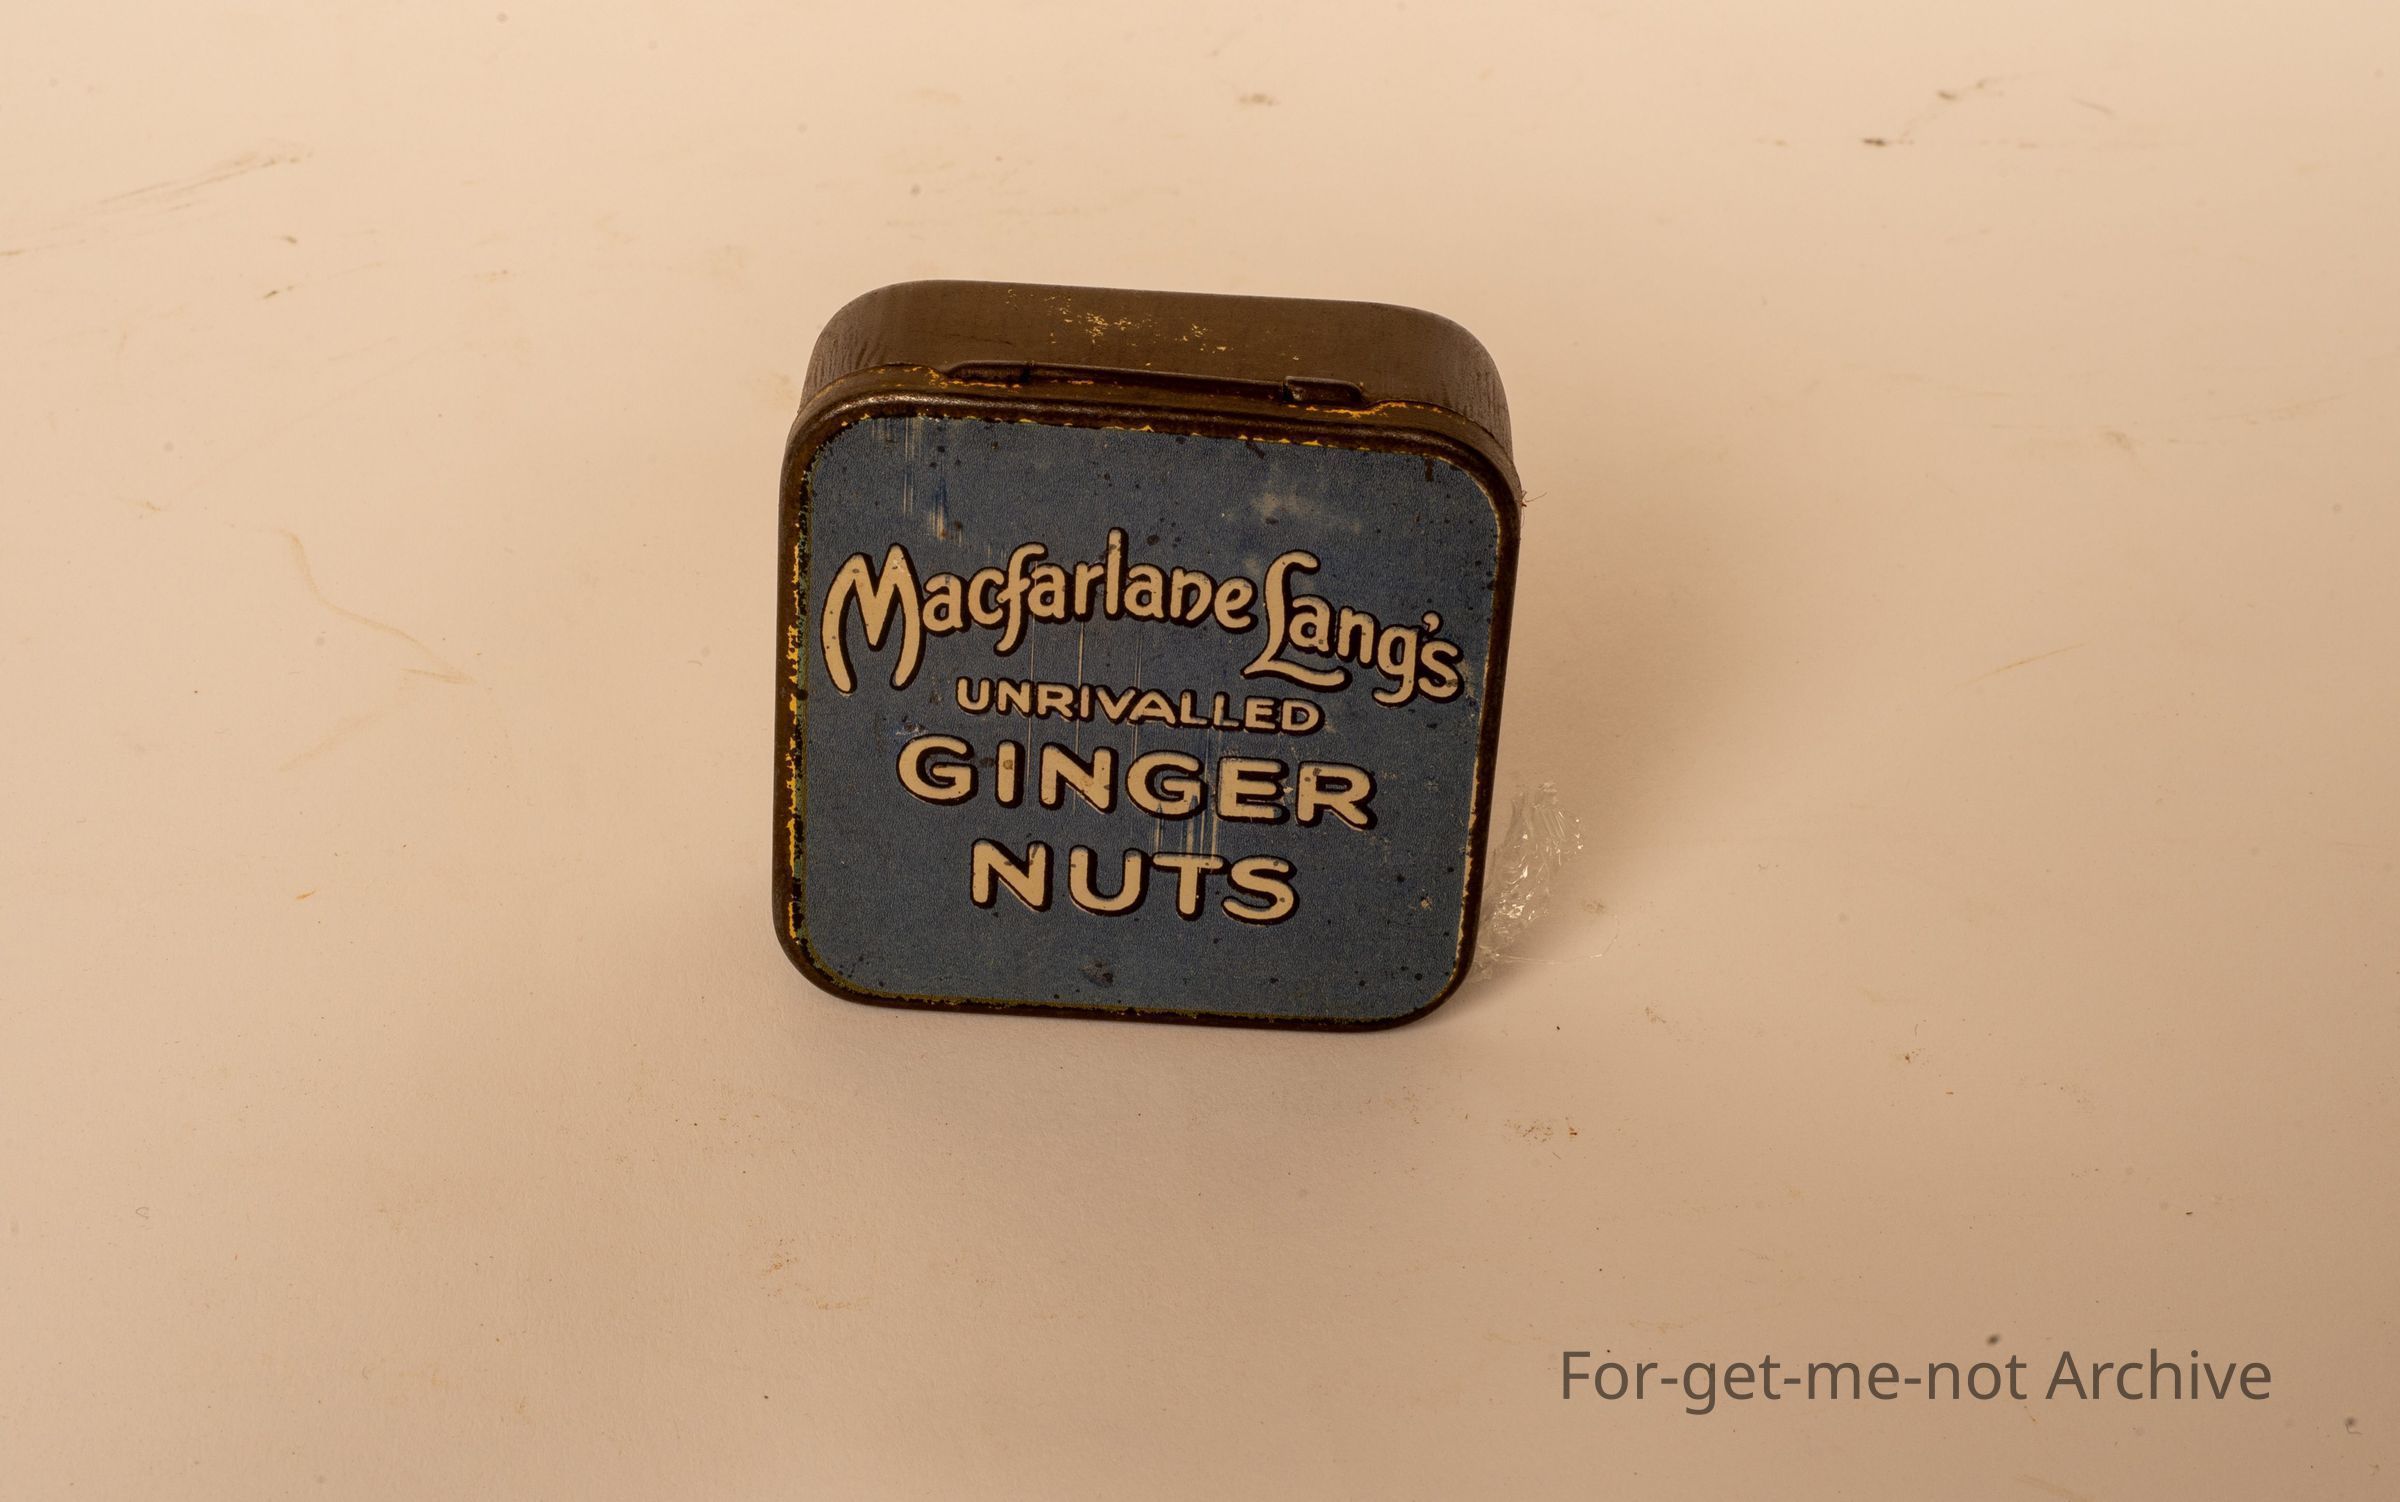 Macfarlane Lang's
UNRIVALLED
GINGER
NUTS
For-get-me-not Archive